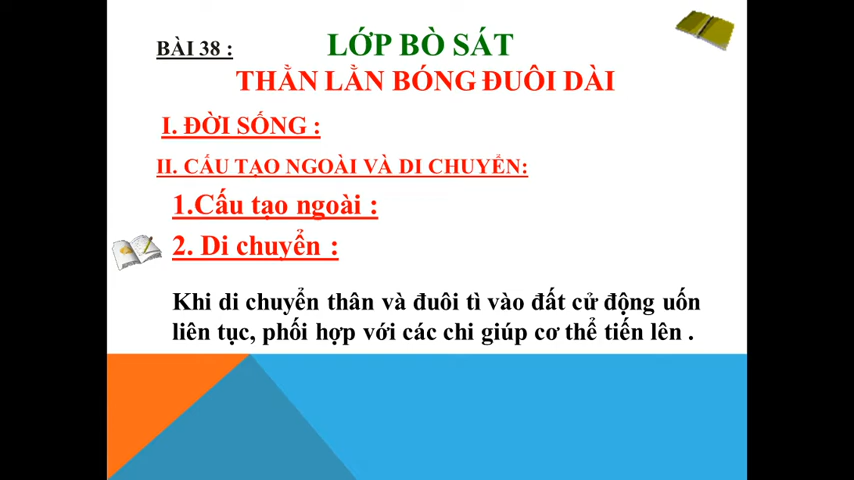 BÀI 38 :
LỚP BÒ SÁT
THẰN LẰN BÓNG ĐUÔI DÀI
I. ĐỜI SỐNG :
II. CẤU TẠO NGOÀI VÀ DI CHUYỂN:
1.Cấu tạo ngoài :
2. Di chuyển :
Khi di chuyển thân và đuôi tì vào đất cử động uốn
liên tục, phối hợp với các chi giúp cơ thể tiến lên .